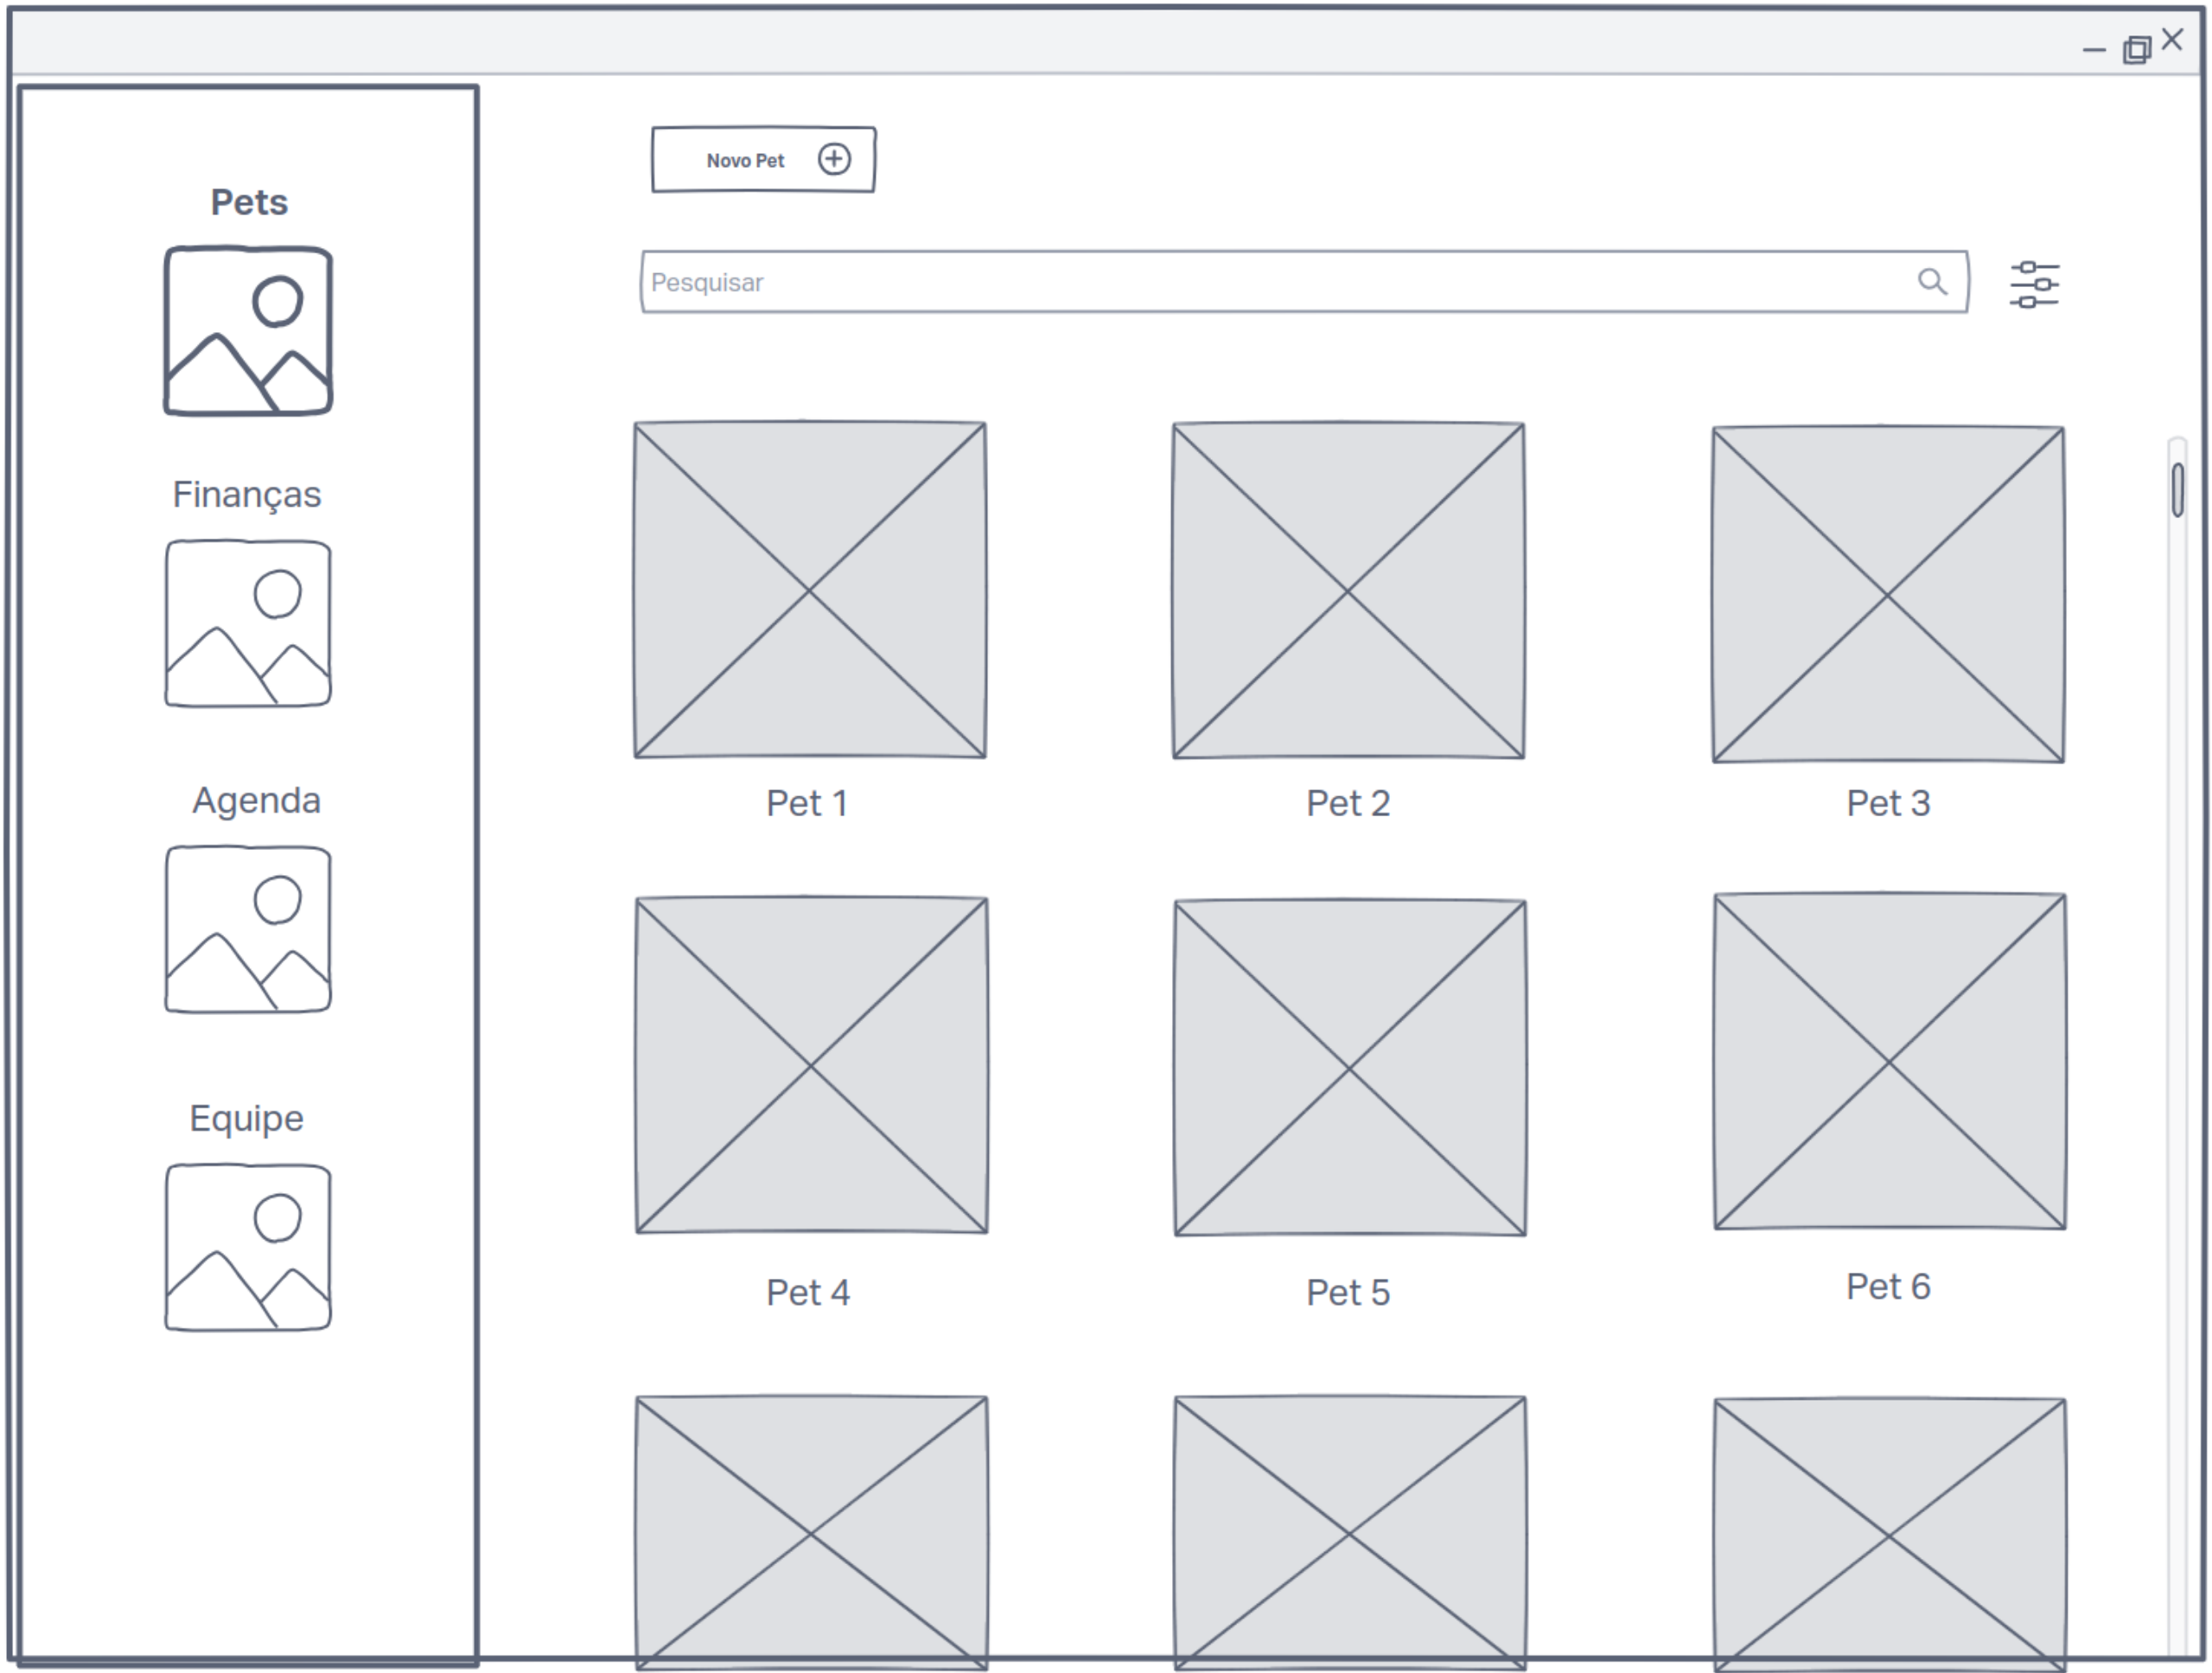 Pets
Finanças
Agenda
Equipe
Novo Pet
Pesquisar
Pet 1
Pet 2
Pet 3
Pet 4
Pet 5
Pet 6